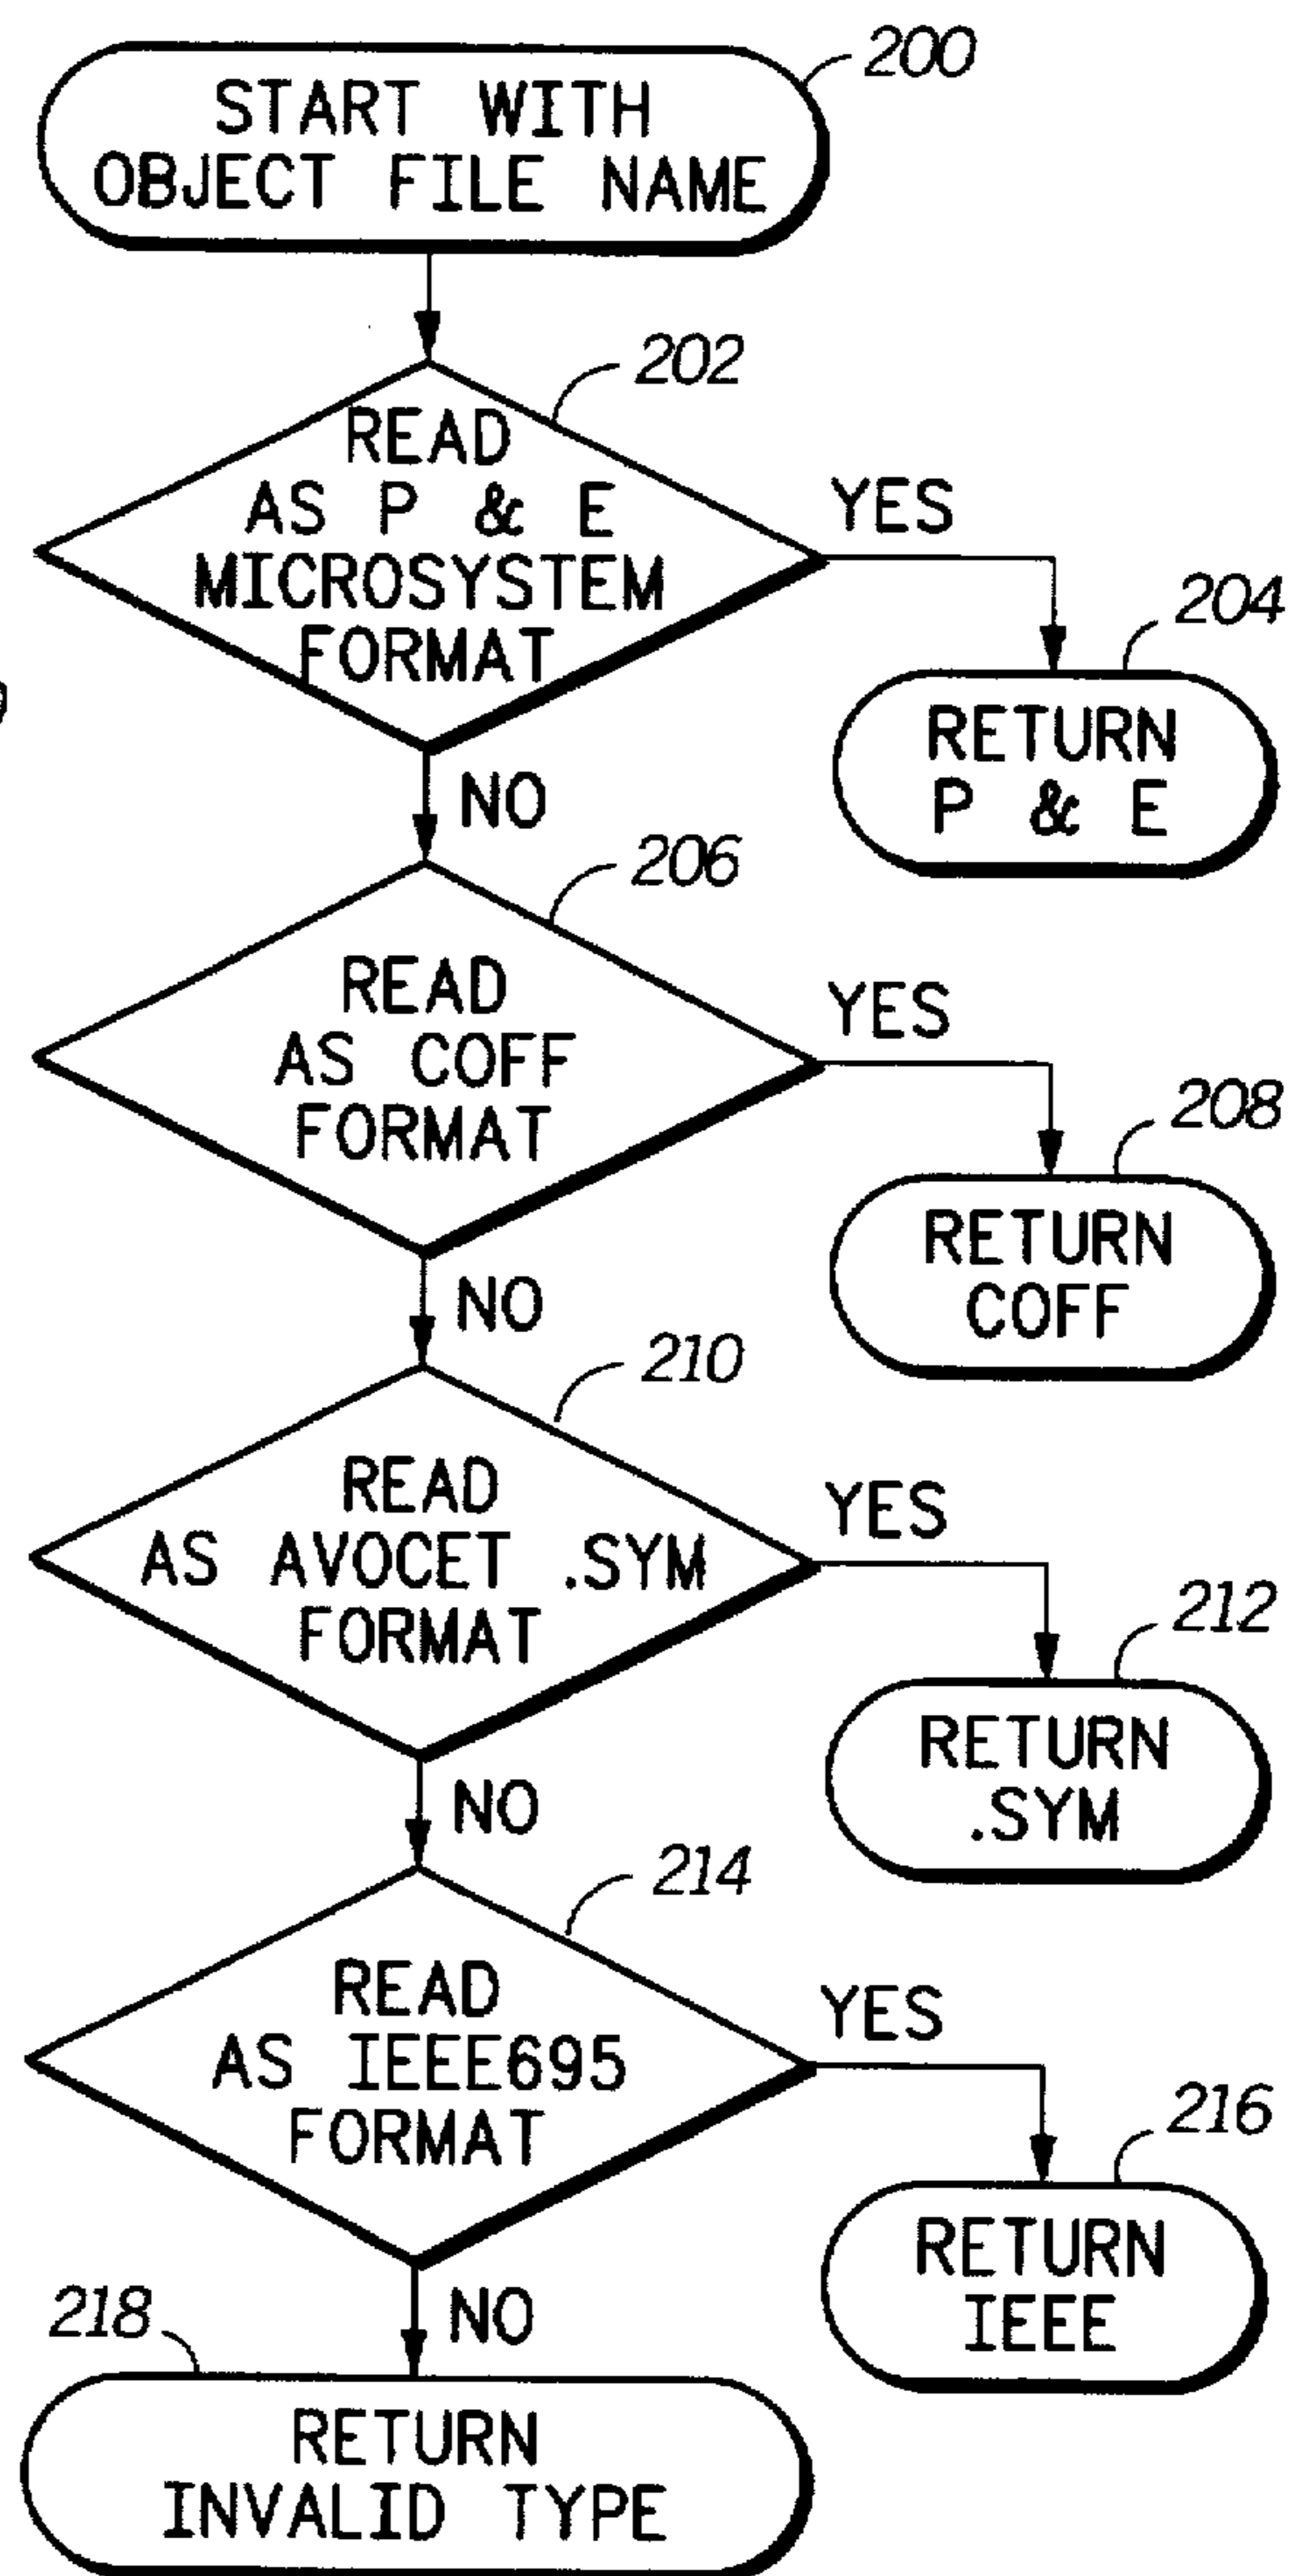 200
START WITH
OBJECT FILE NAME
202
READ
AS P & E
MICROSYSTEM
FORMAT
YES
204
RETURN
P & E
NO
206
READ
AS COFF
FORMAT
YES
208
RETURN
COFF
NO
210
READ
AS AVOCET .SYM
FORMAT
YES
212
RETURN
.SYM
NO
214
READ
AS IEEE695
FORMAT
YES
216
RETURN
IEEE
NO
218
RETURN
INVALID TYPE